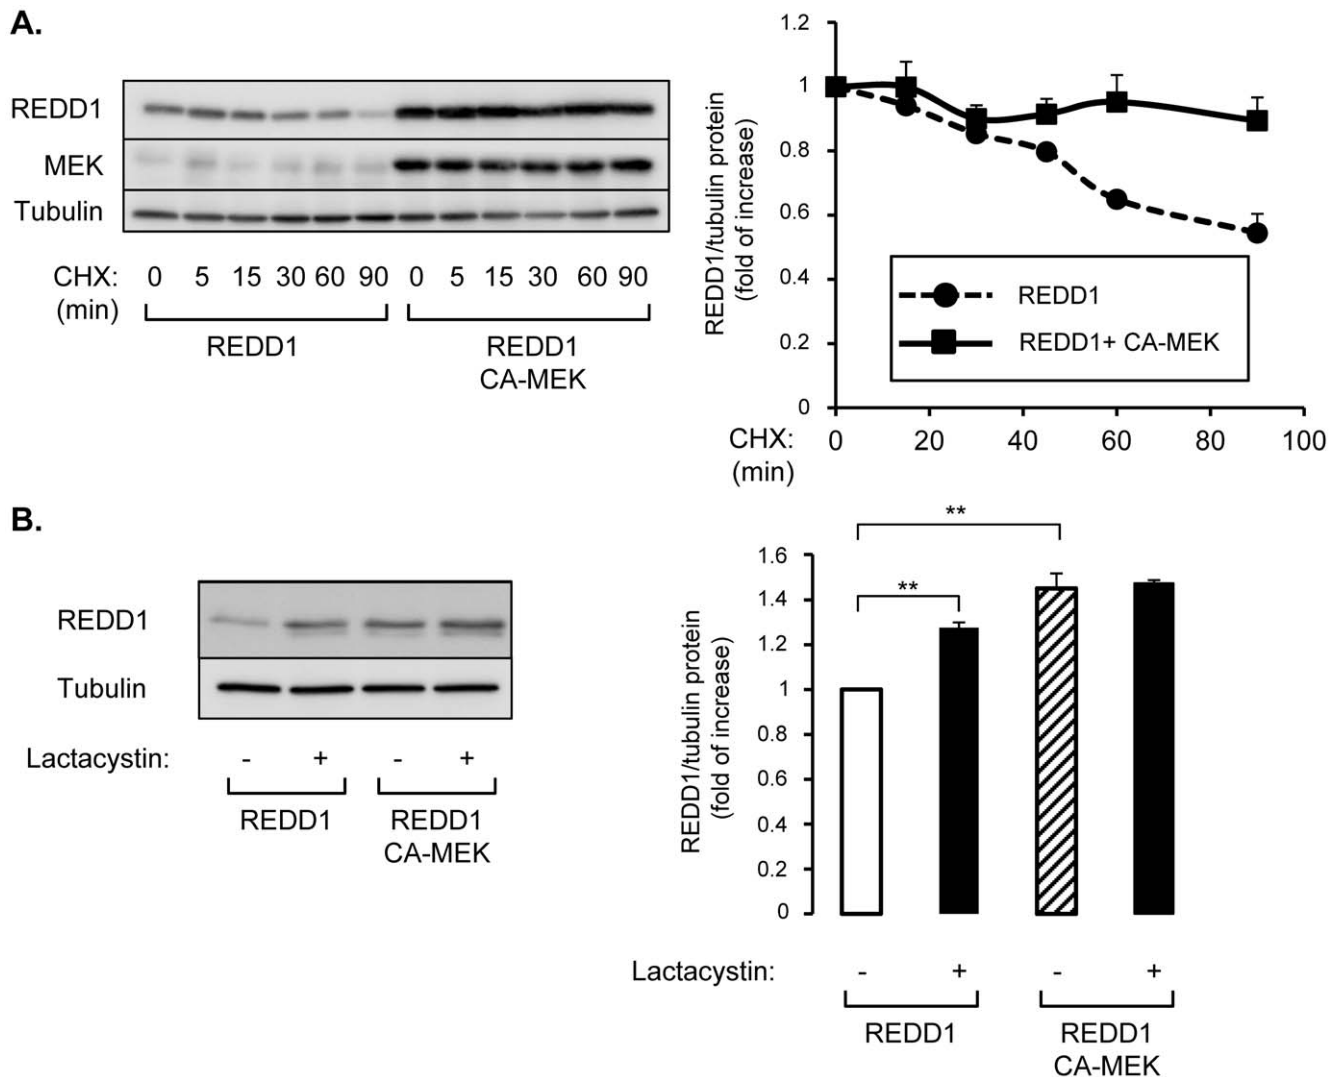 A.
REDD1
MEK
Tubulin
CHX: 0 5 15 30 60 90 0 5 15 30 60 90
(min)
REDD1
REDD1
CA-MEK
REDD1/tubulin protein
(fold of increase)
1.2
1
0.8
0.6
0.4
0.2
0
REDD1
REDD1+ CA-MEK
CHX: 0 20 40 60 80 100
(min)
B.
REDD1
Tubulin
Lactacystin: - + - +
REDD1
REDD1
CA-MEK
REDD1/tubulin protein
(fold of increase)
**
**
1.6
1.4
1.2
1
0.8
0.6
0.4
0.2
0
Lactacystin: - + - +
REDD1
REDD1
CA-MEK